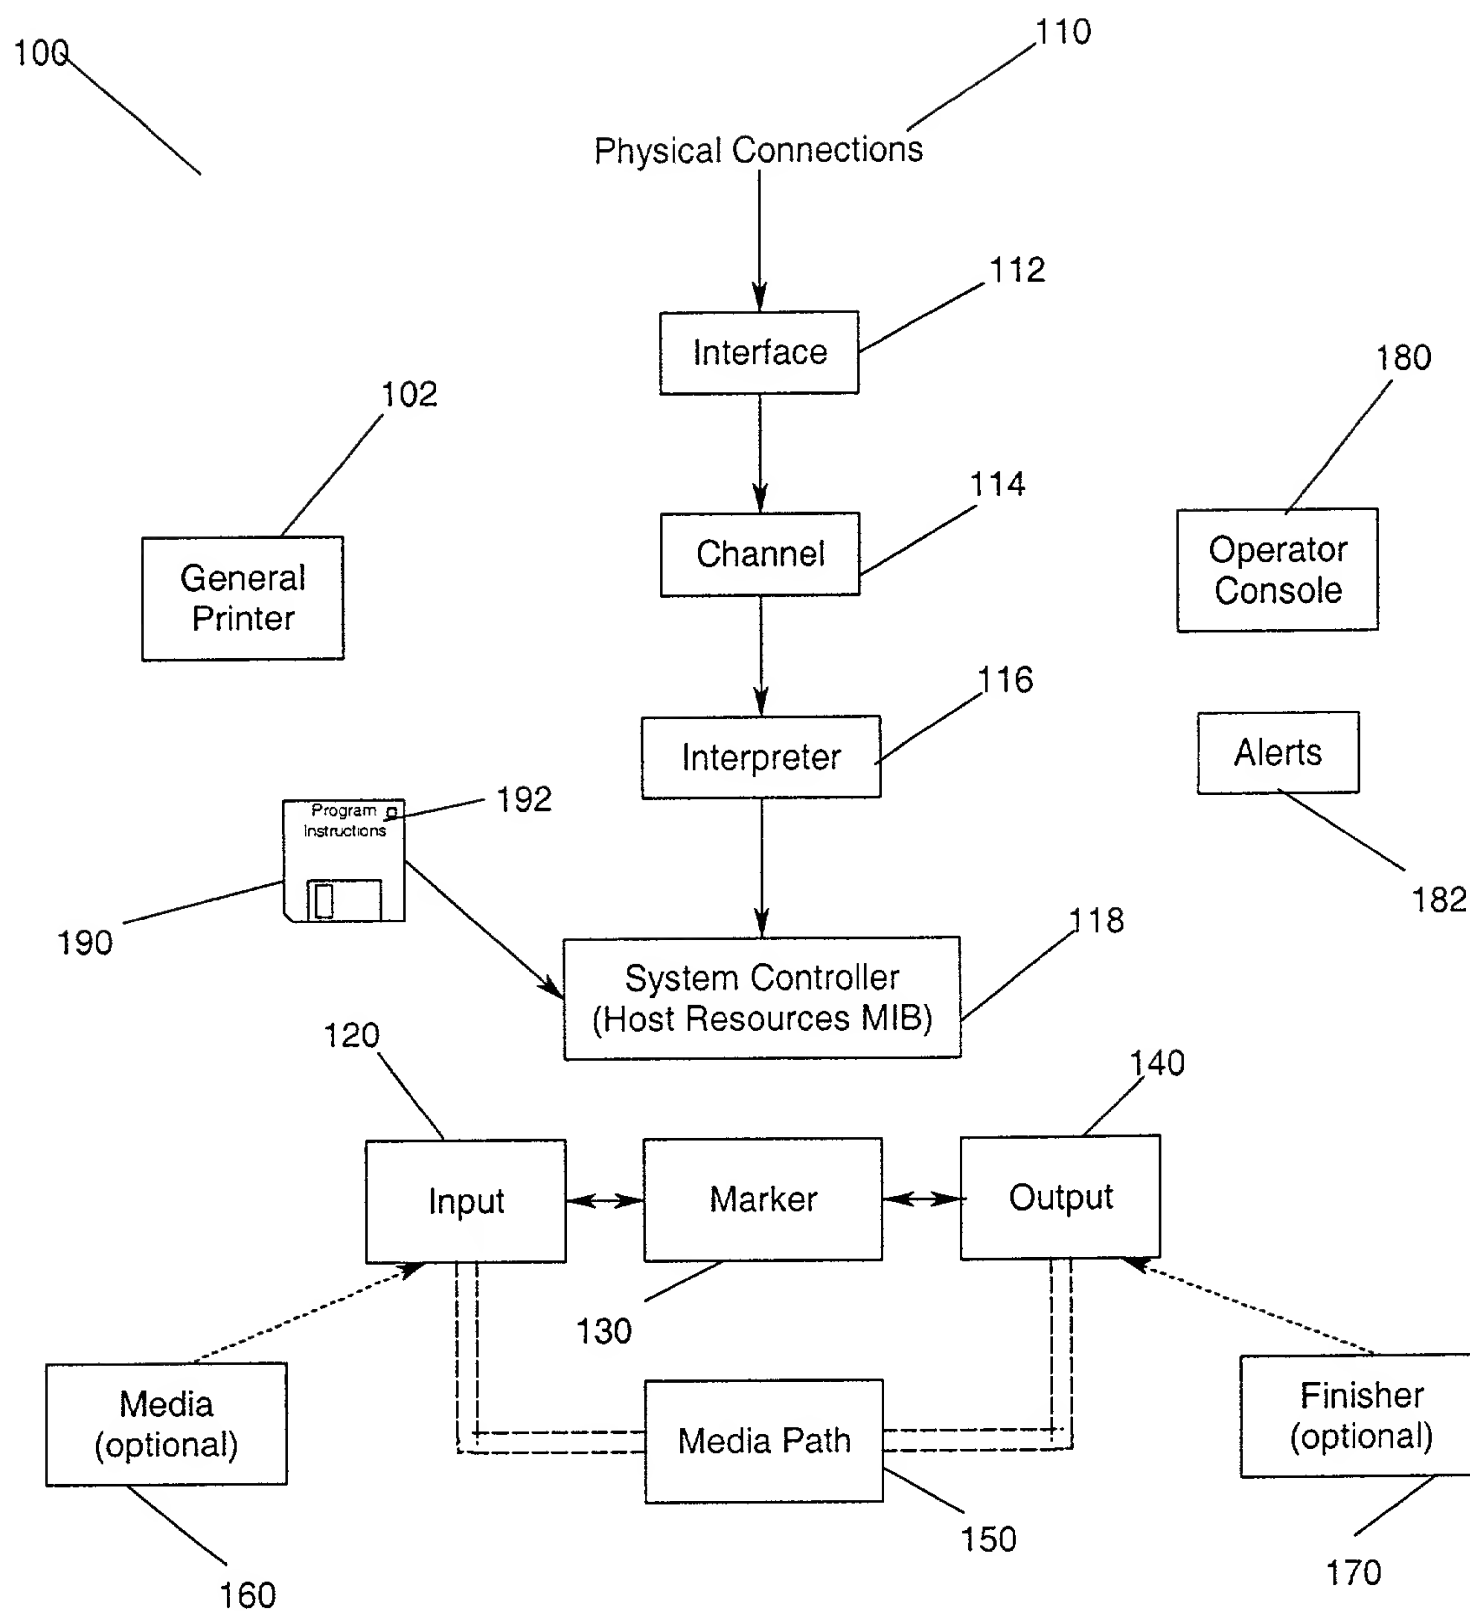 110
100
Physical Connections
112
Interface
180
102
114
Channel
Operator
Console
General
Printer
116
Interpreter
Alerts
192
Program
Instructions
182
190
118
System Controller
(Host Resources MIB)
120
140
Input
Marker
Output
130
Media
(optional)
Media Path
Finisher
(optional)
150
170
160